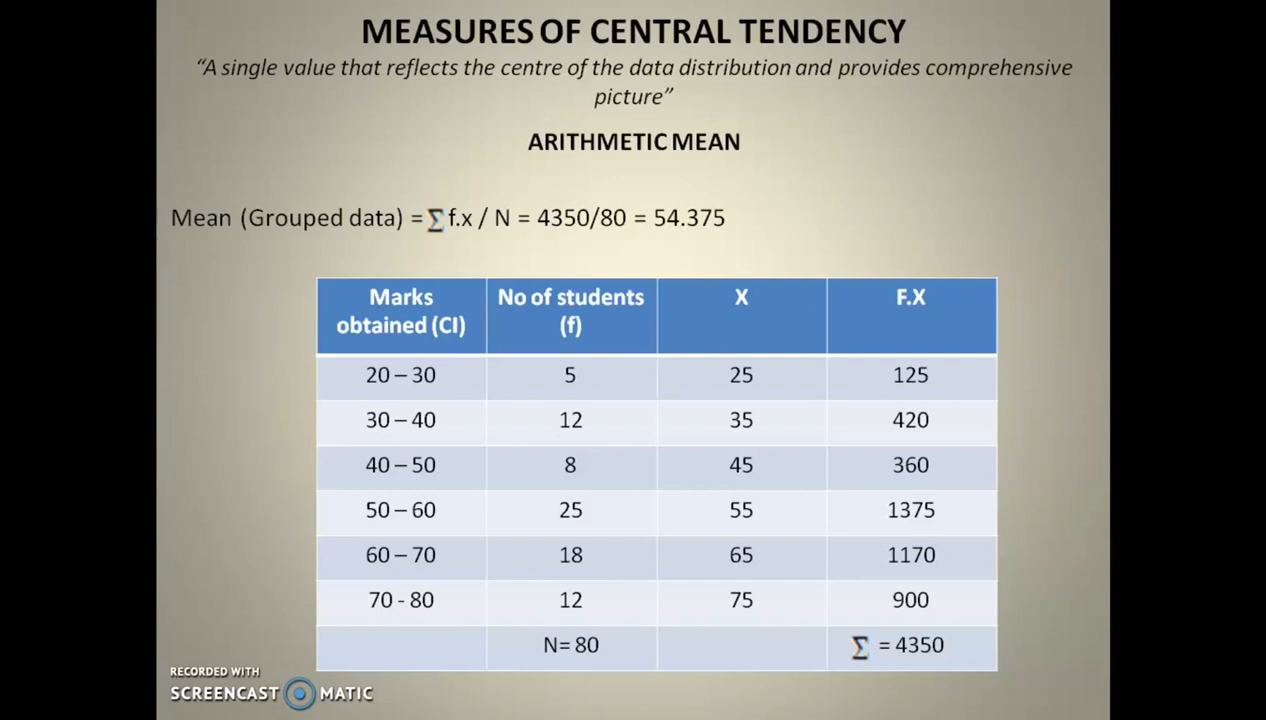 MEASURES OF CENTRAL TENDENCY
“A single value that reflects the centre of the data distribution and provides comprehensive
picture”
ARITHMETIC MEAN
Mean (Grouped data) = ∑ f.x / N = 4350/80 = 54.375
Marks obtained (CI) No of students (f) X F.X
20 – 30 5 25 125
30 – 40 12 35 420
40 – 50 8 45 360
50 – 60 25 55 1375
60 – 70 18 65 1170
70 - 80 12 75 900
N= 80 ∑ = 4350
RECORDED WITH
SCREENCAST MATIC